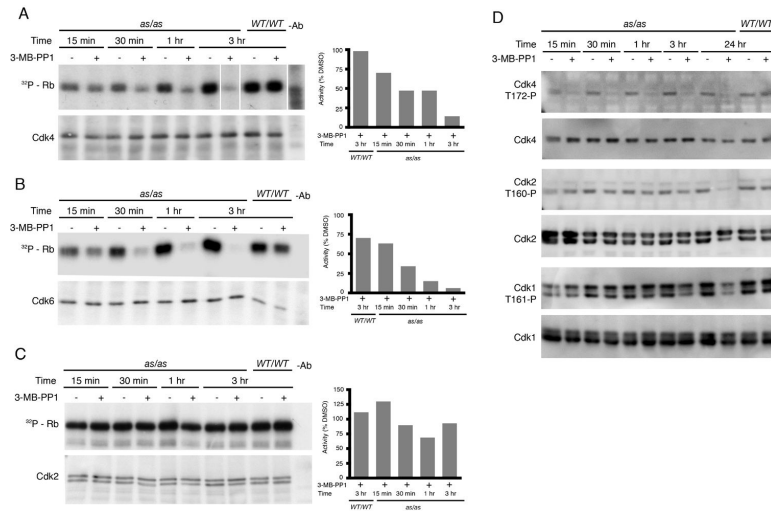 A
as/as WT/WT -Ab
Time 15 min 30 min 1 hr 3 hr
3-MB-PP1 - + - + - + - + - +
³²P - Rb
Cdk4
Activity (% DMSO)
100
75
50
25
0
3-MB-PP1 + + + + +
Time 3 hr 15 min 30 min 1 hr 3 hr
WT/WT as/as
B
as/as WT/WT -Ab
Time 15 min 30 min 1 hr 3 hr
3-MB-PP1 - + - + - + - + - +
³²P - Rb
Cdk6
Activity (% DMSO)
100
75
50
25
0
3-MB-PP1 + + + + +
Time 3 hr 15 min 30 min 1 hr 3 hr
WT/WT as/as
C
as/as WT/WT -Ab
Time 15 min 30 min 1 hr 3 hr
3-MB-PP1 - + - + - + - + - +
³²P - Rb
Cdk2
Activity (% DMSO)
150
125
100
75
50
25
0
3-MB-PP1 + + + + +
Time 3 hr 15 min 30 min 1 hr 3 hr
WT/WT as/as
D
as/as WT/WT
Time 15 min 30 min 1 hr 3 hr 24 hr
3-MB-PP1 - + - + - + - + - + - +
Cdk4
T172-P
Cdk4
Cdk2
T160-P
Cdk2
Cdk1
T161-P
Cdk1